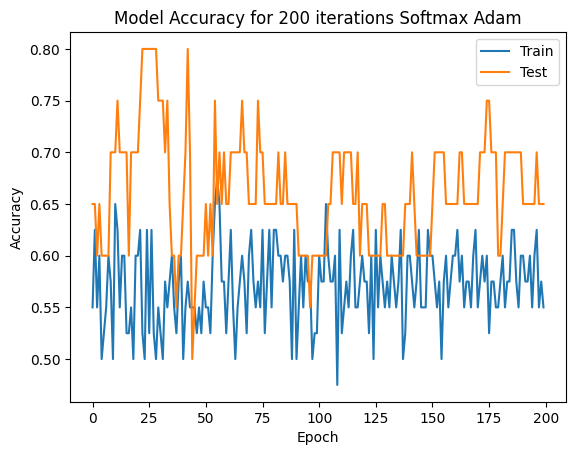 Model Accuracy for 200 iterations Softmax Adam
Train
Test
Accuracy
0.80
0.75
0.70
0.65
0.60
0.55
0.50
0 25 50 75 100 125 150 175 200
Epoch